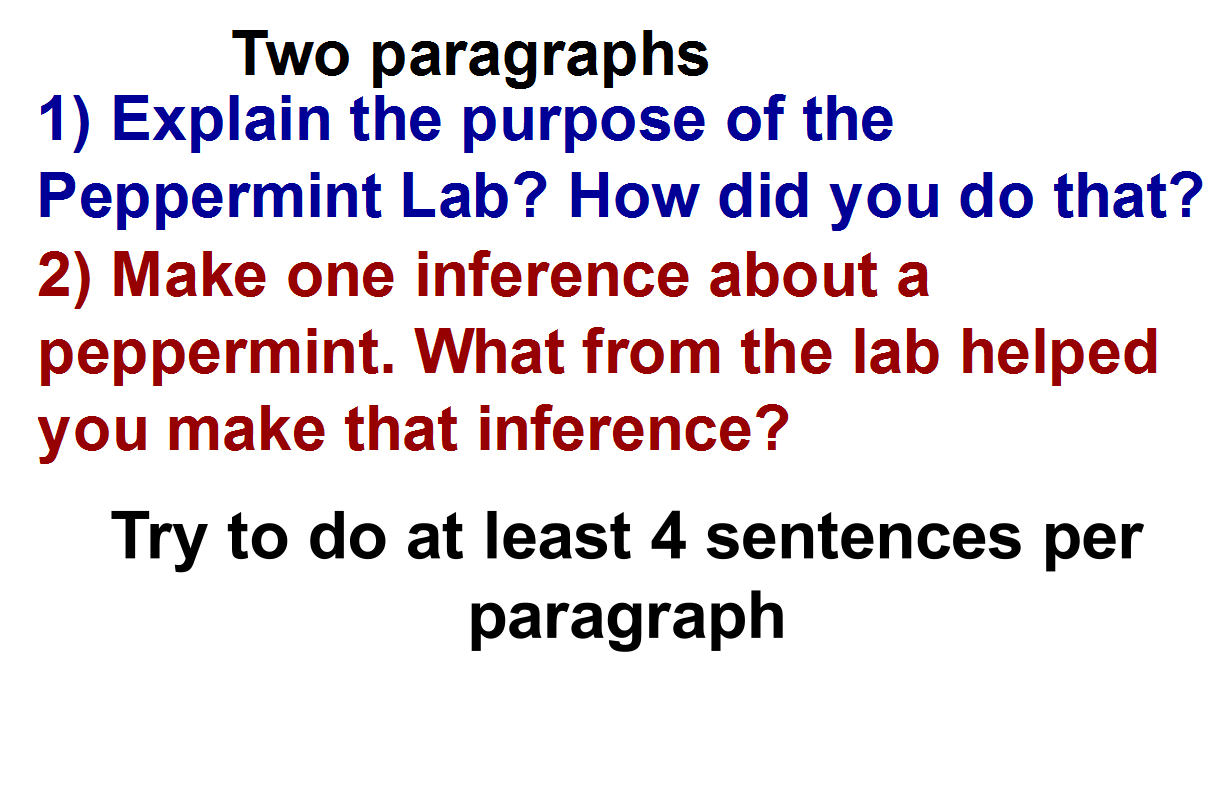 Two paragraphs
1) Explain the purpose of the
Peppermint Lab? How did you do that?
2) Make one inference about a
peppermint. What from the lab helped
you make that inference?
Try to do at least 4 sentences per
paragraph